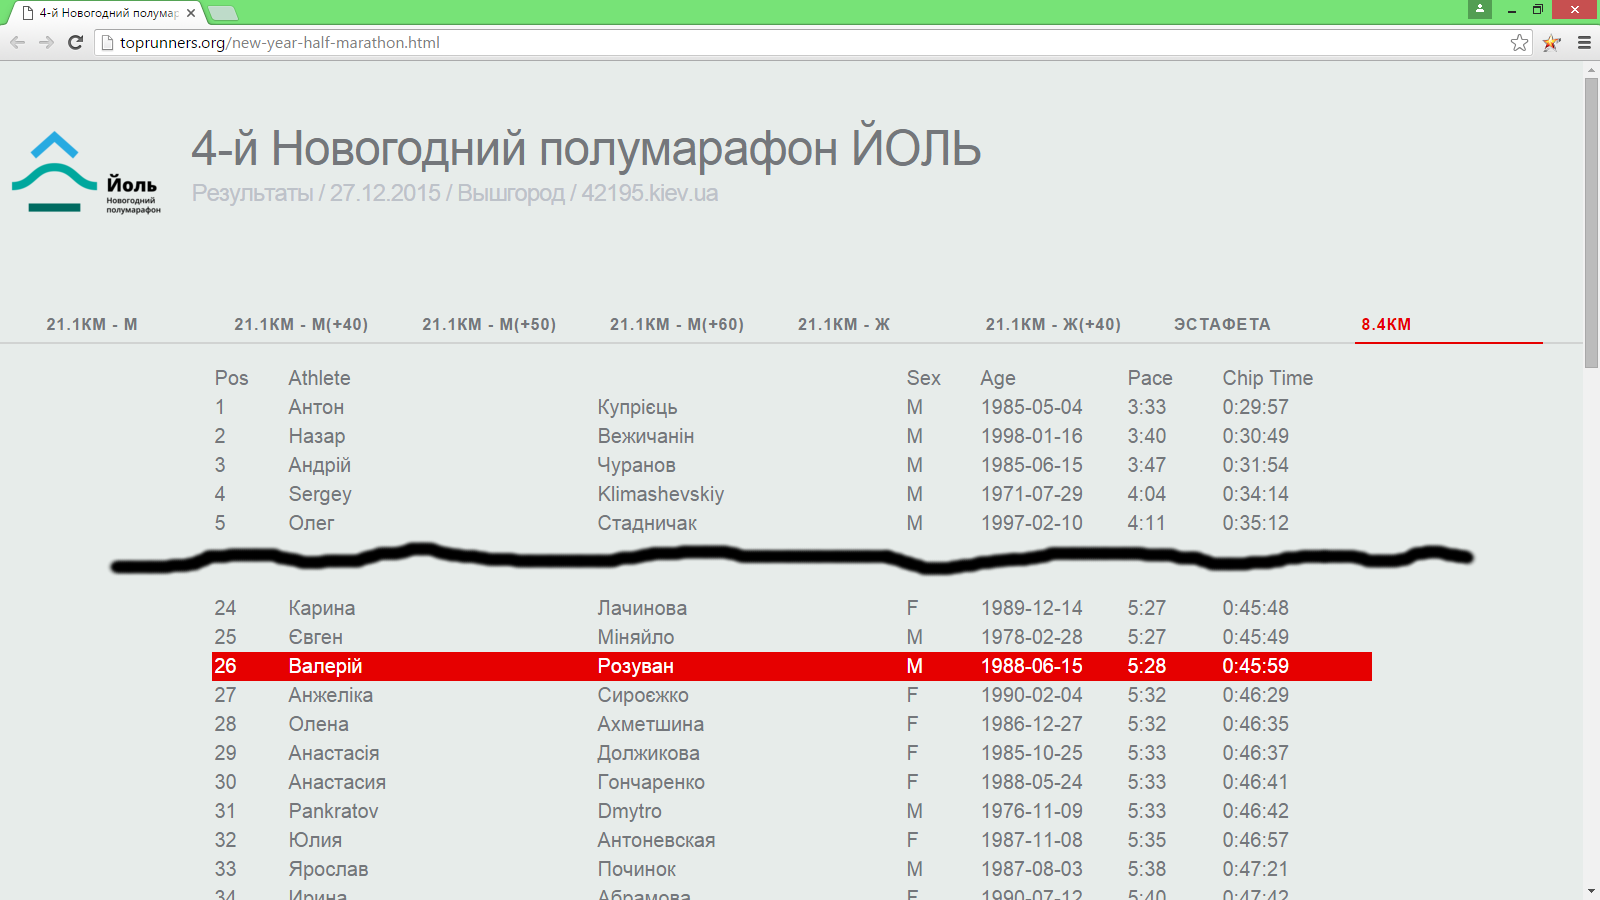 4-й Новогодний полумар
toprunners.org/new-year-half-marathon.html
Йоль
Новогодний
полумарафон
4-й Новогодний полумарафон ЙОЛЬ
Результаты / 27.12.2015 / Вышгород / 42195.kiev.ua
21.1КМ - М 21.1КМ - М(+40) 21.1КМ - М(+50) 21.1КМ - М(+60) 21.1КМ - Ж 21.1КМ - Ж(+40) ЭСТАФЕТА 8.4КМ
Pos Athlete Sex Age Pace Chip Time
1 Антон Купрієць M 1985-05-04 3:33 0:29:57
2 Назар Вежичанін M 1998-01-16 3:40 0:30:49
3 Андрій Чуранов M 1985-06-15 3:47 0:31:54
4 Sergey Klimashevskiy M 1971-07-29 4:04 0:34:14
5 Олег Стадничак M 1997-02-10 4:11 0:35:12
24 Карина Лачинова F 1989-12-14 5:27 0:45:48
25 Євген Міняйло M 1978-02-28 5:27 0:45:49
26 Валерій Розуван M 1988-06-15 5:28 0:45:59
27 Анжеліка Сироєжко F 1990-02-04 5:32 0:46:29
28 Олена Ахметшина F 1986-12-27 5:32 0:46:35
29 Анастасія Должикова F 1985-10-25 5:33 0:46:37
30 Анастасия Гончаренко F 1988-05-24 5:33 0:46:41
31 Pankratov Dmytro M 1976-11-09 5:33 0:46:42
32 Юлия Антоневская F 1987-11-08 5:35 0:46:57
33 Ярослав Починок M 1987-08-03 5:38 0:47:21
34 Ирина Абрамова F 1990-07-12 5:40 0:47:42